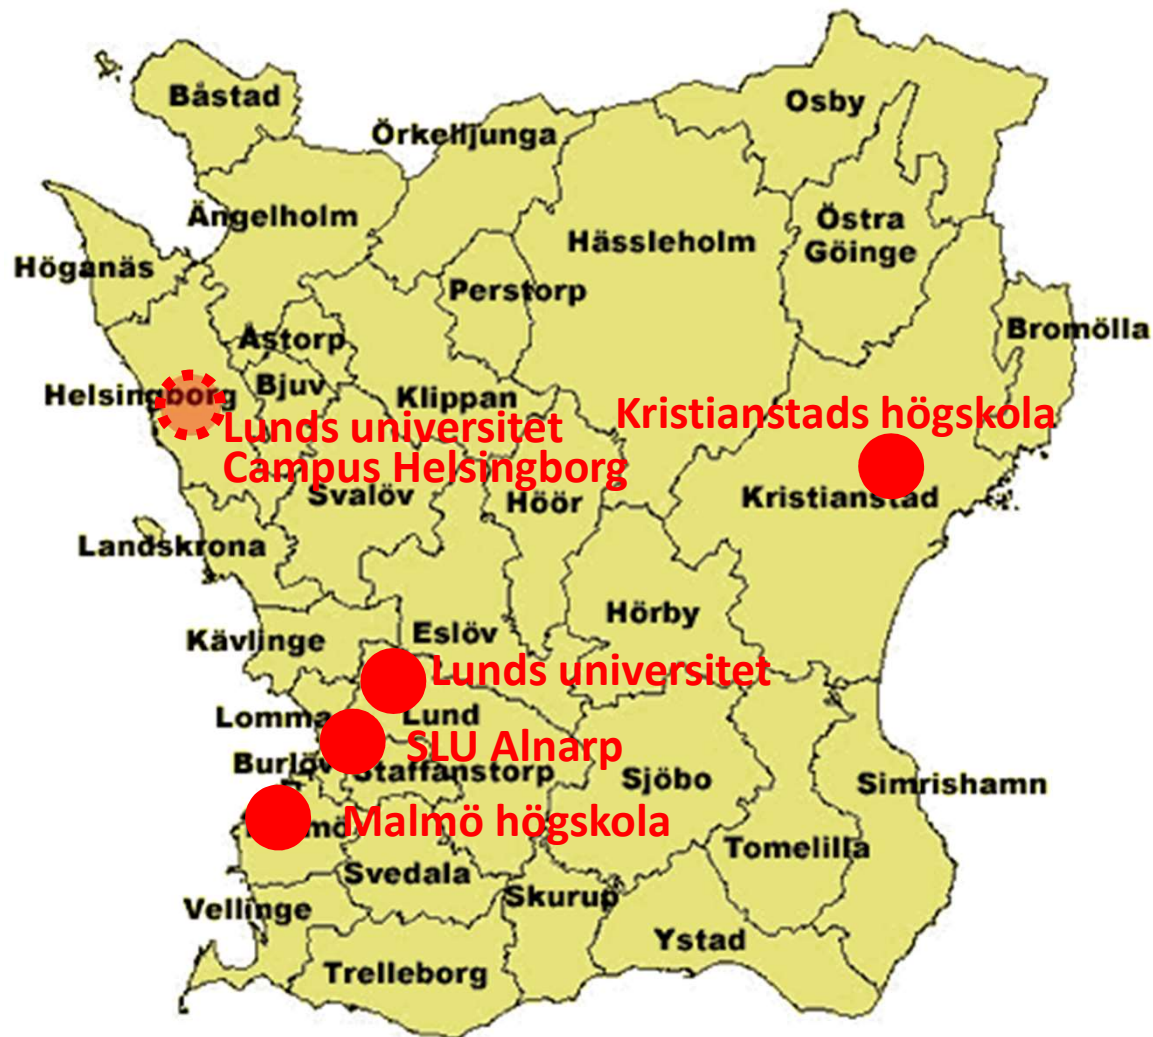 Båstad
Osby
Örkelljunga
Ängelholm
Östra
Göinge
Hässleholm
Höganäs
Perstorp
Bromölla
Åstorp
Bjuv
Helsingborg
Klippan
Kristianstads högskola
Lunds universitet
Campus Helsingborg
Svalöv
Höör
Kristianstad
Landskrona
Hörby
Kävlinge
Eslöv
Lunds universitet
Lomma
Lund
SLU Alnarp
Burlöv
Staffanstorp
Sjöbo
Simrishamn
Malmö högskola
Tomelilla
Svedala
Skurup
Vellinge
Ystad
Trelleborg